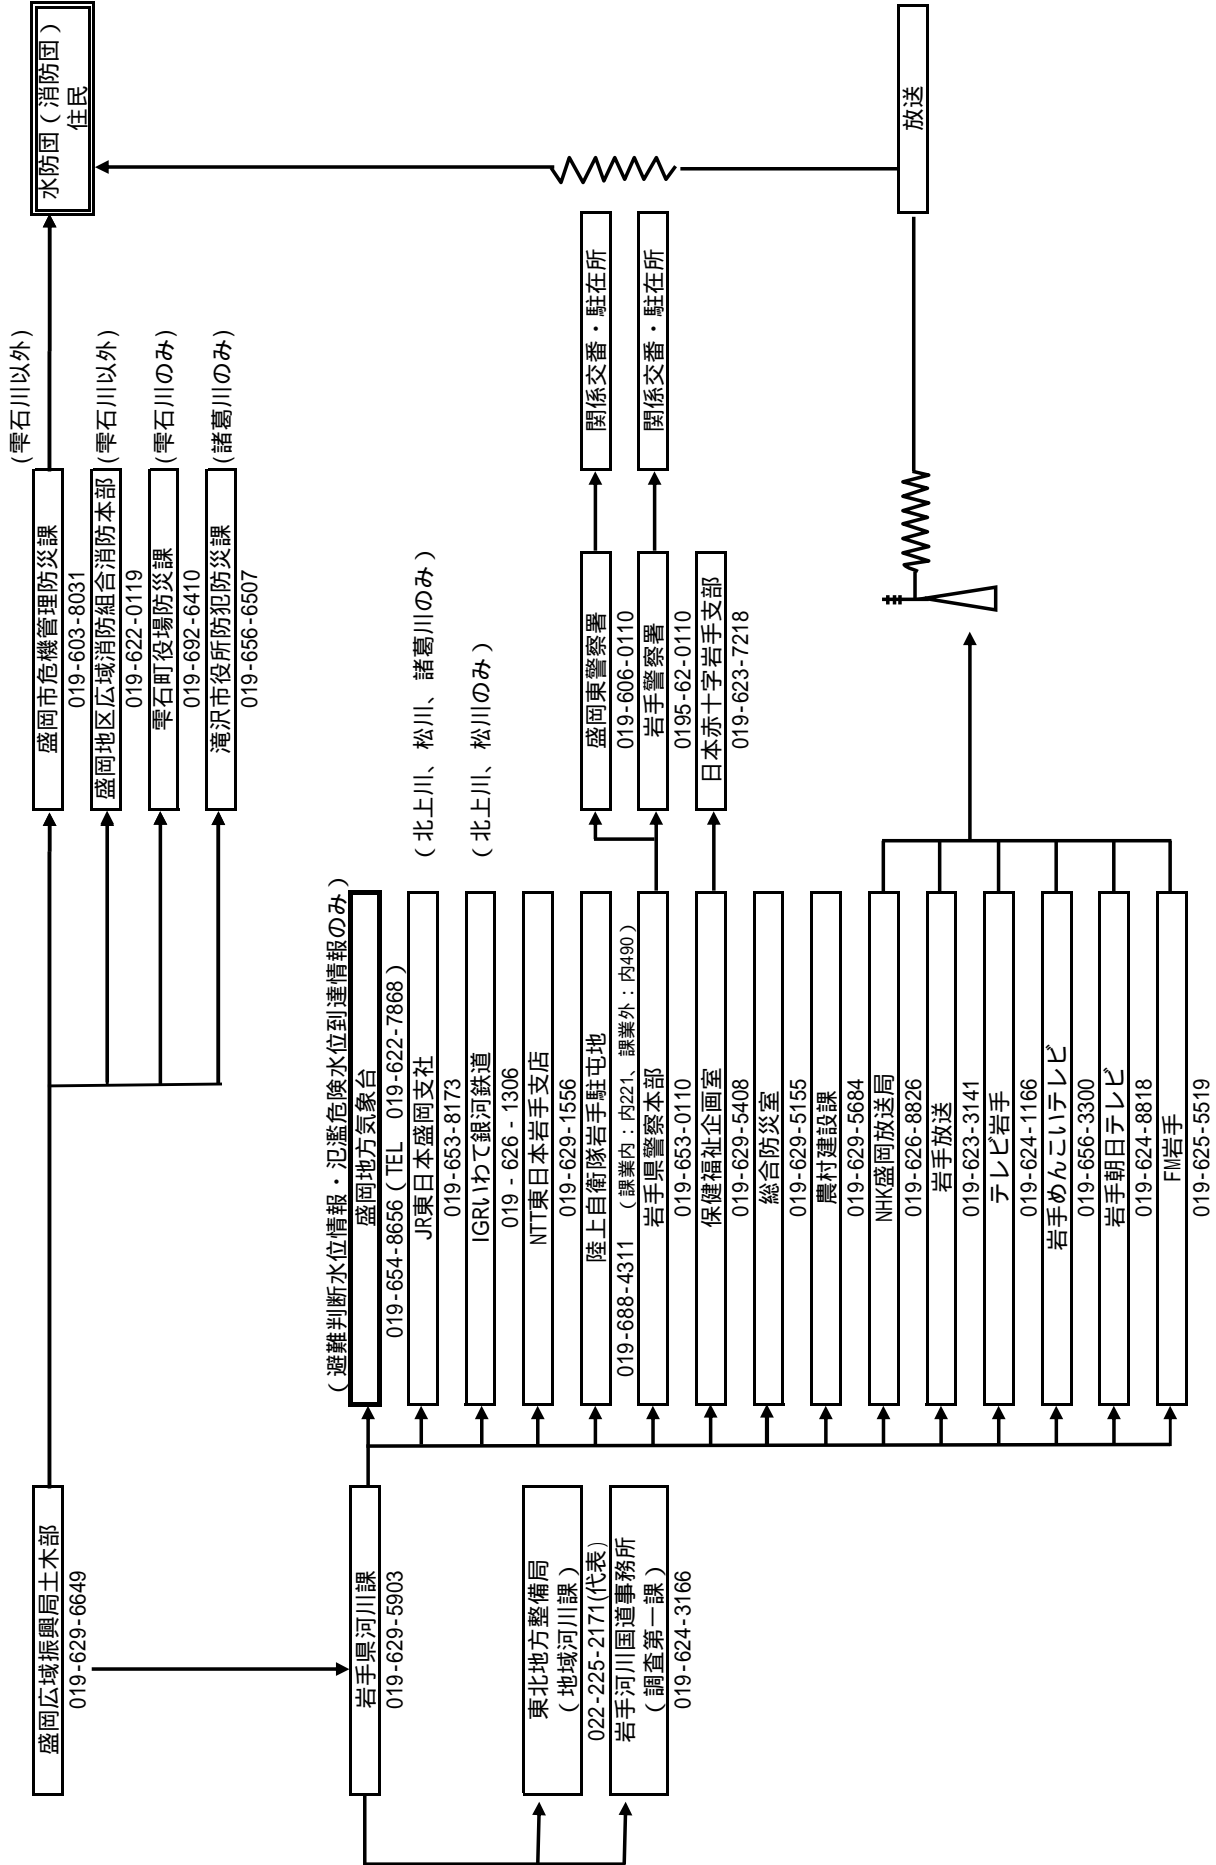 盛岡広域振興局土木部
019-629-6649
盛岡市危機管理防災課
019-603-8031
(雫石川以外)
盛岡地区広域消防組合消防本部
019-622-0119
(雫石川以外)
雫石町役場防災課
019-692-6410
(雫石川のみ)
滝沢市役所防犯防災課
019-656-6507
(諸葛川のみ)
水防団(消防団)
住民
岩手県河川課
019-629-5903
東北地方整備局
(地域河川課)
022-225-2171(代表)
岩手河川国道事務所
(調査第一課)
019-624-3166
(避難判断水位情報・氾濫危険水位到達情報のみ)
盛岡地方気象台
019-654-8656(TEL 019-622-7868)
JR東日本盛岡支社
019-653-8173
(北上川、松川、諸葛川のみ)
IGRいわて銀河鉄道
019-626-1306
(北上川、松川のみ)
NTT東日本岩手支店
019-629-1556
陸上自衛隊岩手駐屯地
019-688-4311 (課業内:内221、課業外:内490)
岩手県警察本部
019-653-0110
保健福祉企画室
019-629-5408
総合防災室
019-629-5155
農村建設課
019-629-5684
NHK盛岡放送局
019-626-8826
岩手放送
019-623-3141
テレビ岩手
019-624-1166
岩手めんこいテレビ
019-656-3300
岩手朝日テレビ
019-624-8818
FM岩手
019-625-5519
盛岡東警察署
019-606-0110
関係交番・駐在所
岩手警察署
0195-62-0110
関係交番・駐在所
日本赤十字岩手支部
019-623-7218
放送